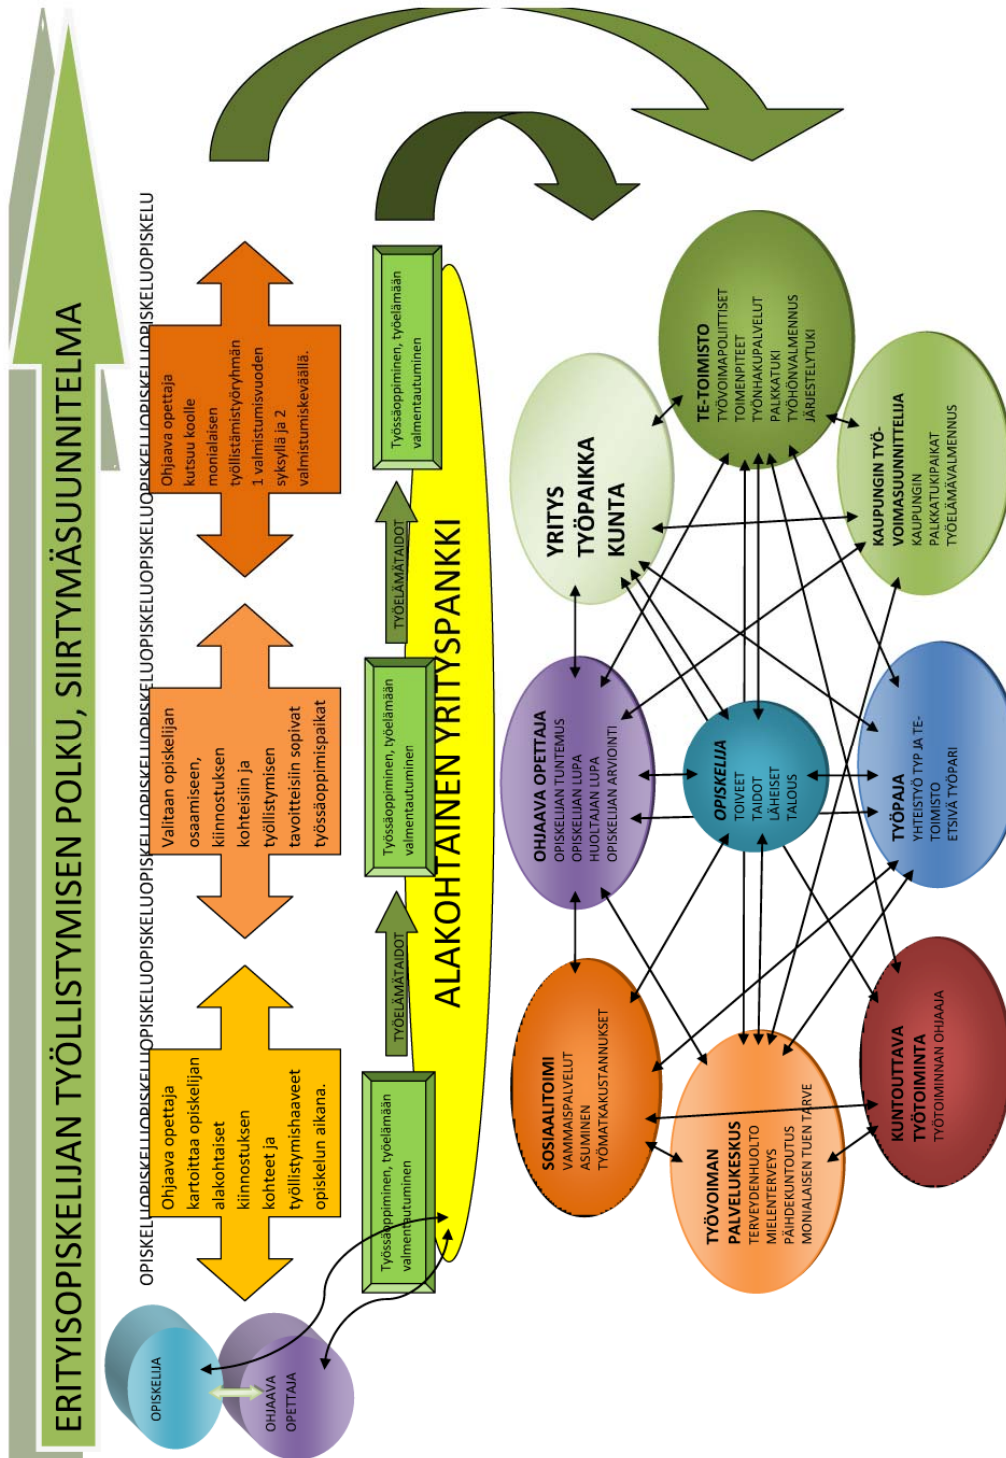 ERITYISOPISKELIJAN TYÖLLISTYMISEN POLKU, SIIRTYMÄSUUNNITELMA
OPISKELUOPISKELUOPISKELUOPISKELUOPISKELUOPISKELUOPISKELUOPISKELUOPISKELUOPISKELUOPISKELUOPISKELUOPISKELU
OPISKELIJA
OHJAAVA
OPETTAJA
Ohjaava opettaja
kartoittaa opiskelijan
alakohtaiset
kiinnostuksen
kohteet ja
työllistymishaaveet
opiskelun aikana.
Valitaan opiskelijan
osaamiseen,
kiinnostuksen
kohteisiin ja
työllistymisen
tavoitteisiin sopivat
työssäoppimispaikat
Ohjaava opettaja
kutsuu koolle
monialaisen
työllistämistyöryhmän
1 valmistumisvuoden
syksyllä ja 2
valmistumiskeväällä.
Työssäoppiminen, työelämään
valmentautuminen
TYÖELÄMÄTAIDOT
Työssäoppiminen, työelämään
valmentautuminen
TYÖELÄMÄTAIDOT
Työssäoppiminen, työelämään
valmentautuminen
ALAKOHTAINEN YRITYSPANKKI
SOSIAALITOIMI
VAMMAISPALVELUT
ASUMINEN
TYÖMATKAKUSTANNUKSET
OHJAAVA OPETTAJA
OPISKELIJAN TUNTEMUS
OPISKELIJAN LUPA
HUOLTAJAN LUPA
OPISKELIJAN ARVIOINTI
YRITYS
TYÖPAIKKA
KUNTA
TYÖVOIMAN
PALVELUKESKUS
TERVEYDENHUOLTO
MIELENTERVEYS
PÄIHDEKUNTOUTUS
MONIALAISEN TUEN TARVE
OPISKELIJA
TOIVEET
TAIDOT
LÄHEISET
TALOUS
TE-TOIMISTO
TYÖVOIMAPOLIITTISET
TOIMENPITEET
TYÖNHAKUPALVELUT
PALKKATUKI
TYÖHÖNVALMENNUS
JÄRJESTELYTUKI
KUNTOUTTAVA
TYÖTOIMINTA
TYÖTOIMINNAN OHJAAJA
TYÖPAJA
YHTEISTYÖ TYP JA TE-
TOIMISTO
ETSIVÄ TYÖPARI
KAUPUNGIN TYÖ-
VOIMASUUNNITTELIJA
KAUPUNGIN
PALKKATUKIPAIKAT
TYÖELÄMÄVALMENNUS